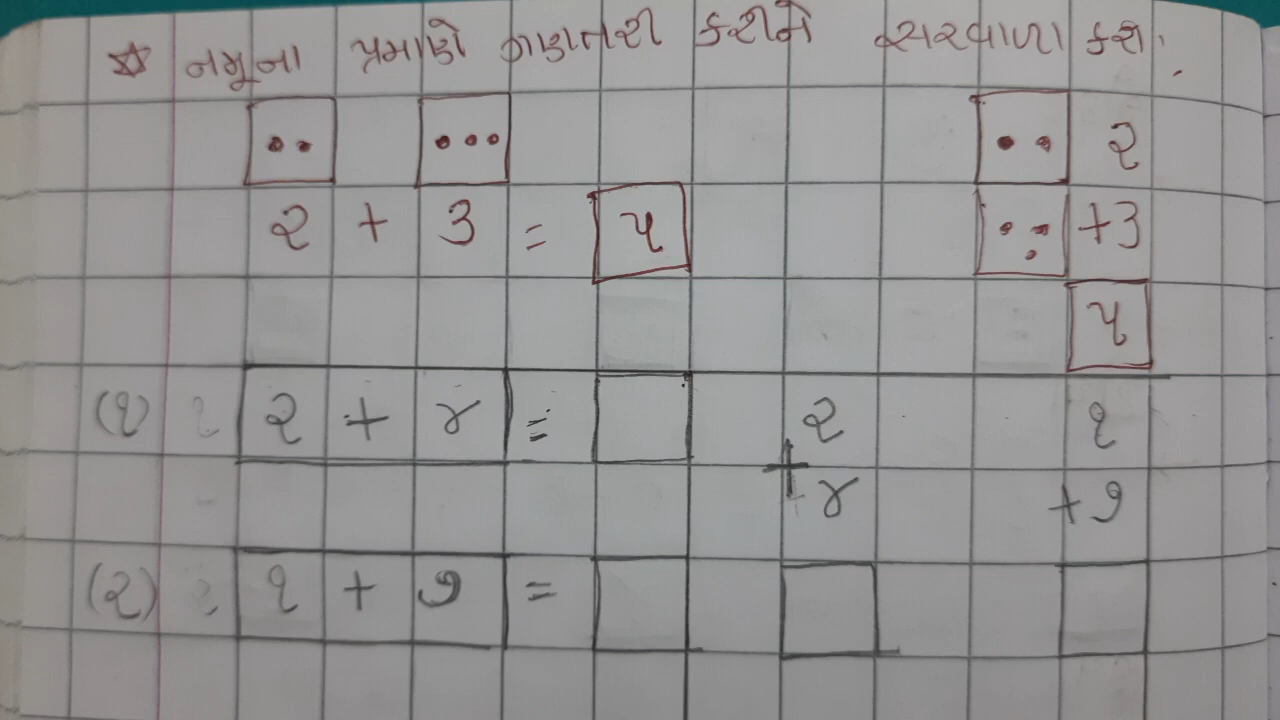 ☆ નમૂના પ્રમાણે ગણતરી કરીને સરવાળા કરો.
૨
૨ + ૩ = ૫ +૩
૫
(૧) ૨ + ૪ = ૨ ૧
+ ૪ + ૭
(૨) ૧ + ૭ =